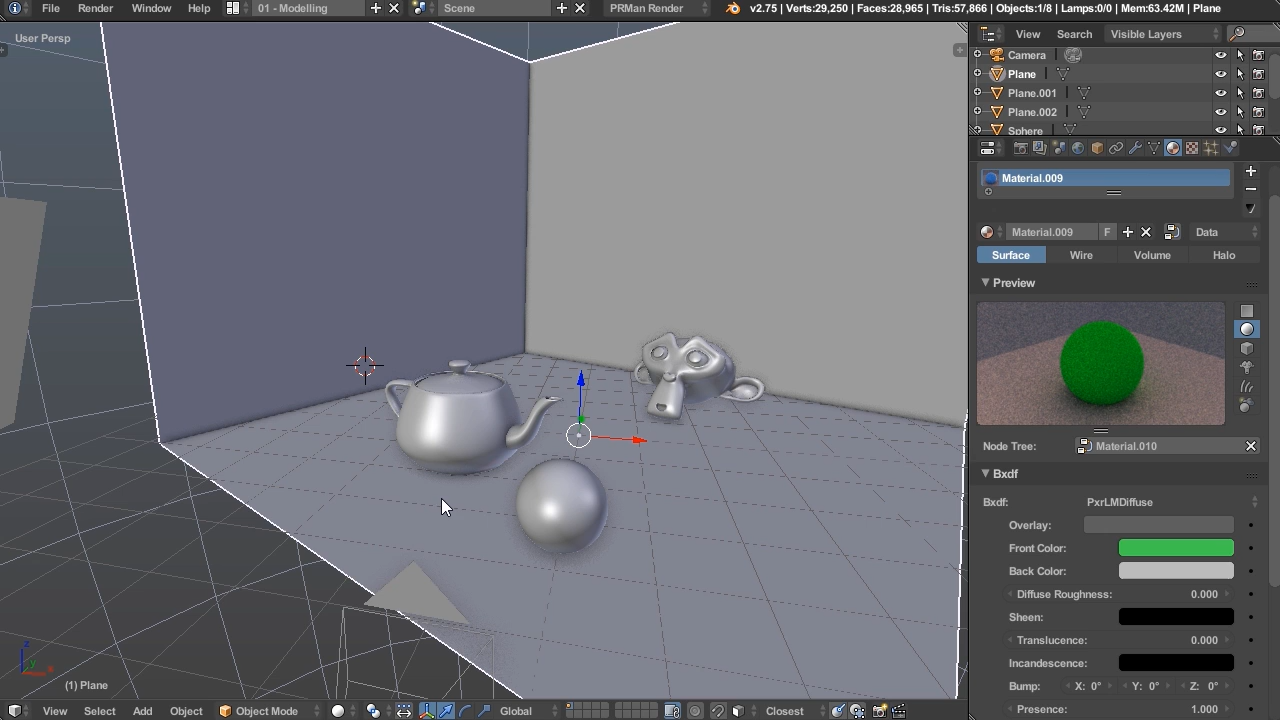 File Render Window Help 01 - Modelling Scene PRMan Render v2.75 | Verts:29,250 | Faces:28,965 | Tris:57,866 | Objects:1/8 | Lamps:0/0 | Mem:63.42M | Plane
User Persp
View Search Visible Layers
Camera
Plane
Plane.001
Plane.002
Sphere
Material.009
Material.009 F Data
Surface Wire Volume Halo
Preview
Node Tree: Material.010
Bxdf
Bxdf: PxrLMDiffuse
Overlay:
Front Color:
Back Color:
Diffuse Roughness: 0.000
Sheen:
Translucence: 0.000
Incandescence:
Bump: X: 0° Y: 0° Z: 0°
Presence: 1.000
z
y
(1) Plane
View Select Add Object Object Mode Global Closest